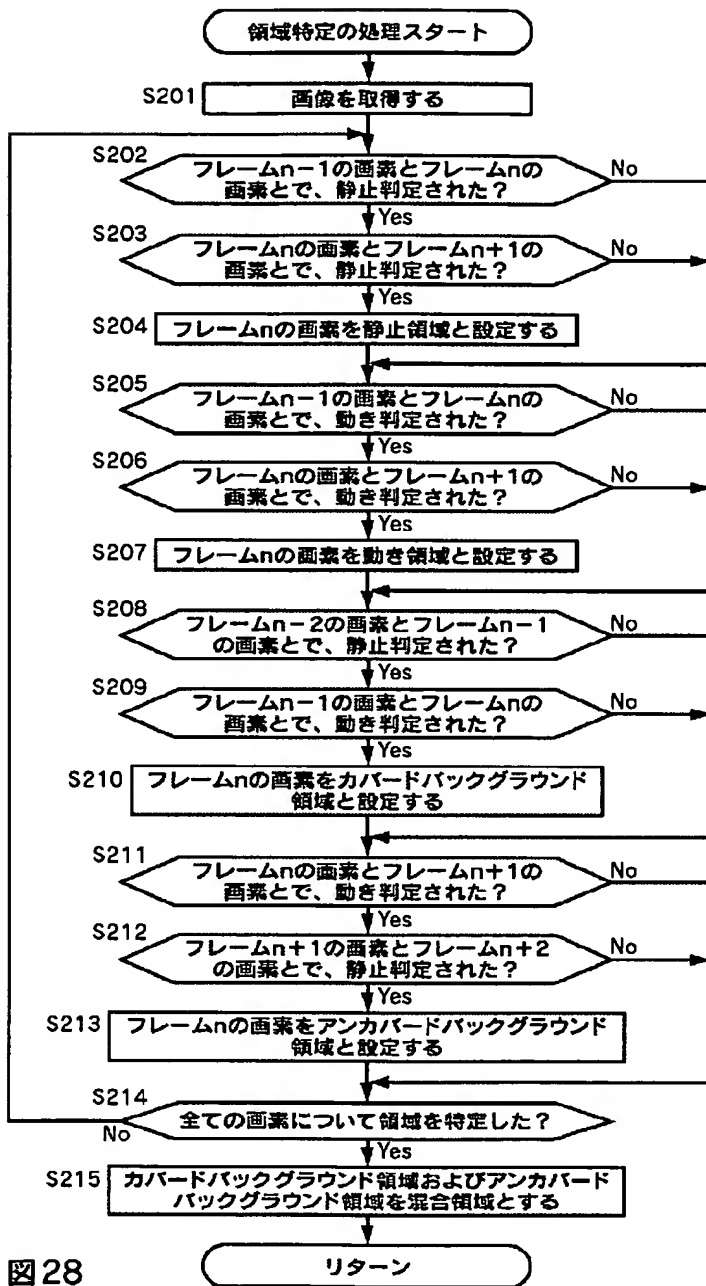 領域特定の処理スタート
S201
画像を取得する
S202
フレームn−1の画素とフレームnの
画素とで、静止判定された？
No
Yes
S203
フレームnの画素とフレームn+1の
画素とで、静止判定された？
No
Yes
S204
フレームnの画素を静止領域と設定する
S205
フレームn−1の画素とフレームnの
画素とで、動き判定された？
No
Yes
S206
フレームnの画素とフレームn+1の
画素とで、動き判定された？
No
Yes
S207
フレームnの画素を動き領域と設定する
S208
フレームn−2の画素とフレームn−1
の画素とで、静止判定された？
No
Yes
S209
フレームn−1の画素とフレームnの
画素とで、動き判定された？
No
Yes
S210
フレームnの画素をカバードバックグラウンド
領域と設定する
S211
フレームnの画素とフレームn+1の
画素とで、動き判定された？
No
Yes
S212
フレームn+1の画素とフレームn+2
の画素とで、静止判定された？
No
Yes
S213
フレームnの画素をアンカバードバックグラウンド
領域と設定する
S214
全ての画素について領域を特定した？
No
Yes
S215
カバードバックグラウンド領域およびアンカバード
バックグラウンド領域を混合領域とする
リターン
図28